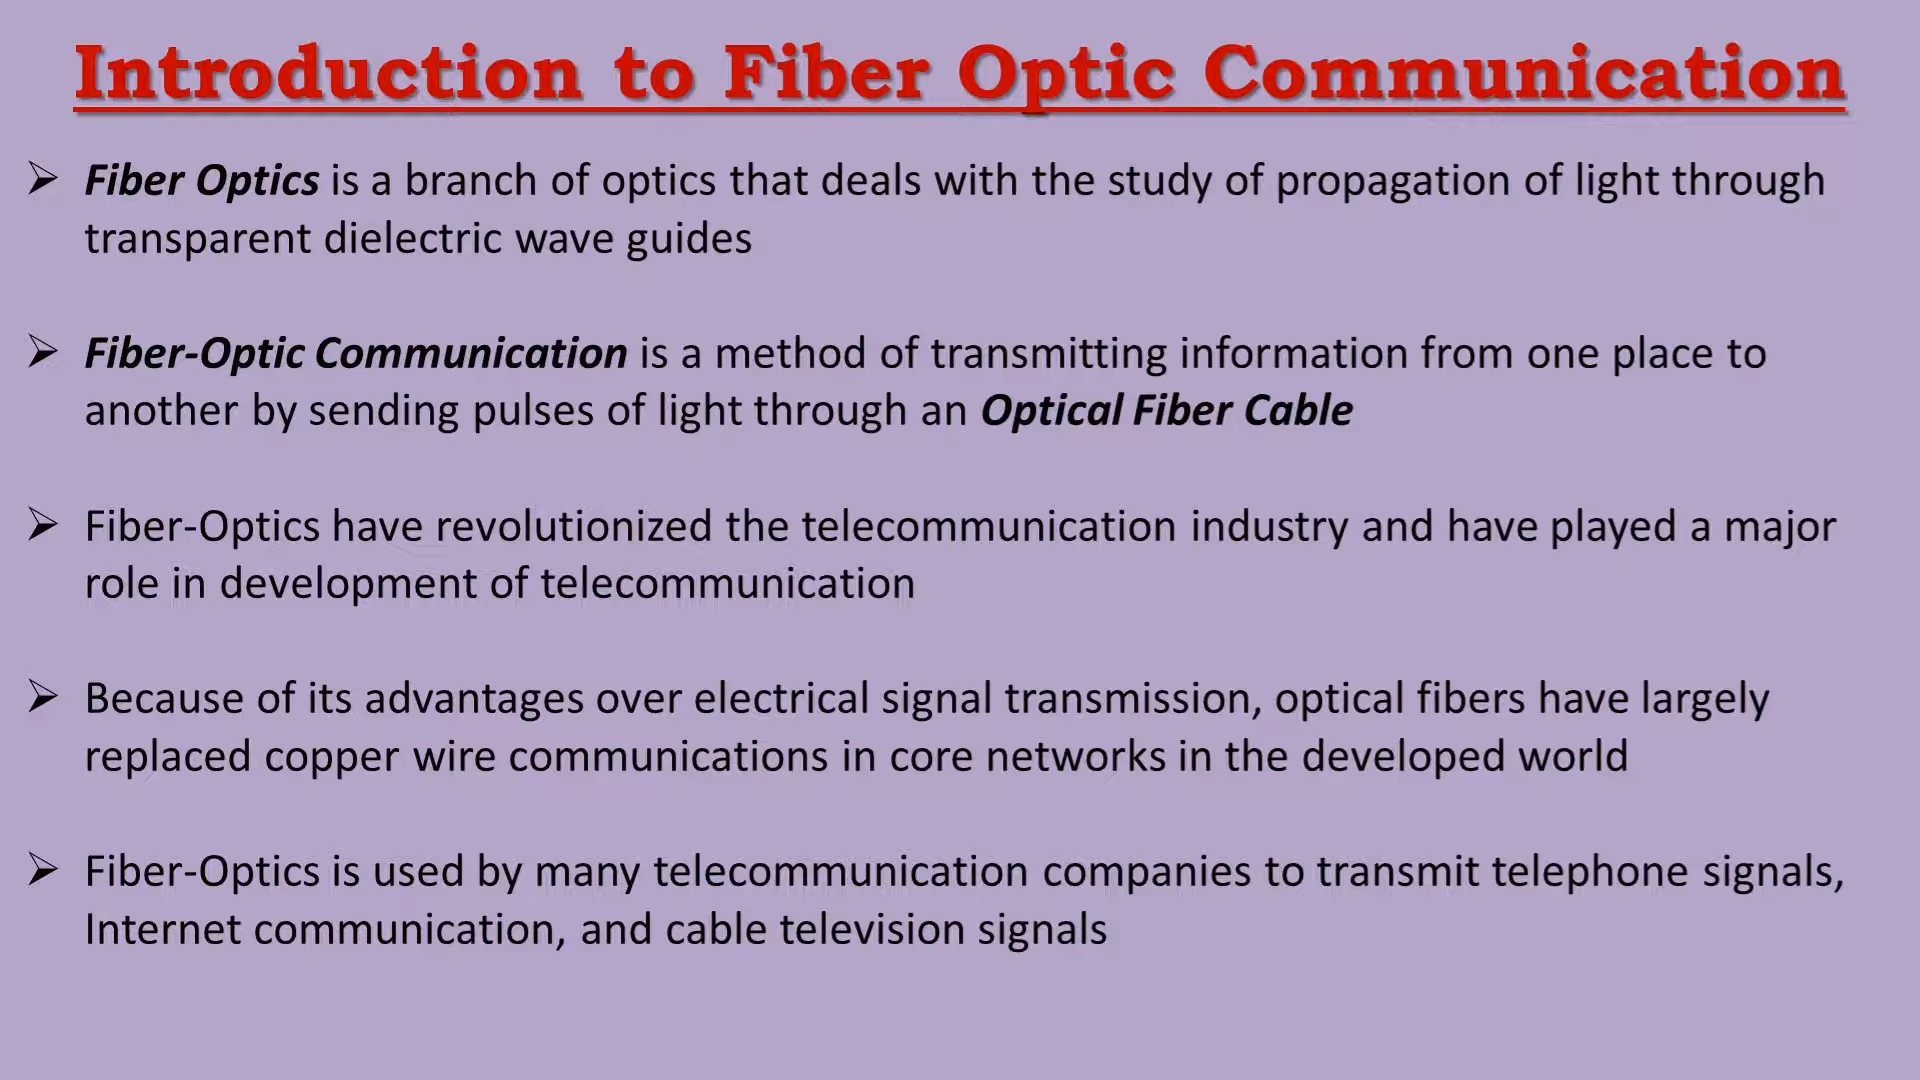 Introduction to Fiber Optic Communication
➢ Fiber Optics is a branch of optics that deals with the study of propagation of light through
transparent dielectric wave guides
➢ Fiber-Optic Communication is a method of transmitting information from one place to
another by sending pulses of light through an Optical Fiber Cable
➢ Fiber-Optics have revolutionized the telecommunication industry and have played a major
role in development of telecommunication
➢ Because of its advantages over electrical signal transmission, optical fibers have largely
replaced copper wire communications in core networks in the developed world
➢ Fiber-Optics is used by many telecommunication companies to transmit telephone signals,
Internet communication, and cable television signals